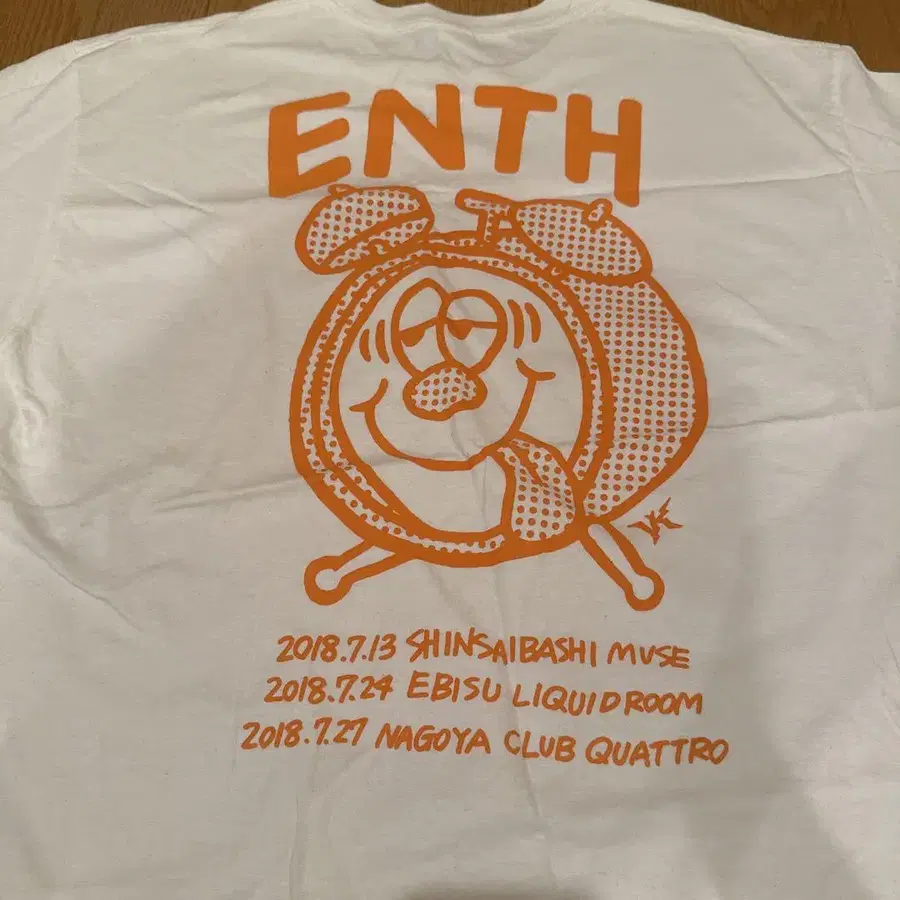 ENTH
2018.7.13 SHINSAIBASHI MUSE
2018.7.24 EBISU LIQUIDROOM
2018.7.27 NAGOYA CLUB QUATTRO